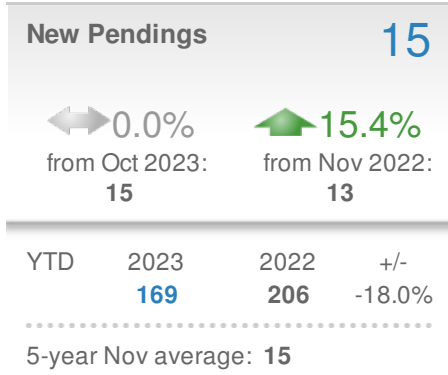 New Pendings 15
0.0% 15.4%
from Oct 2023: from Nov 2022:
15 13
YTD 2023 2022 +/-
169 206 -18.0%
5-year Nov average: 15